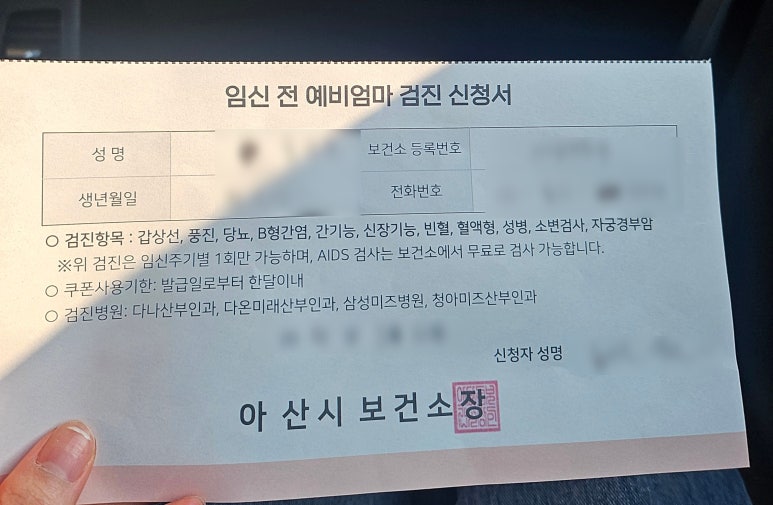 임신 전 예비엄마 검진 신청서
성 명 보건소 등록번호
생년월일 전화번호
○ 검진항목 : 갑상선, 풍진, 당뇨, B형간염, 간기능, 신장기능, 빈혈, 혈액형, 성병, 소변검사, 자궁경부암
※위 검진은 임신주기별 1회만 가능하며, AIDS 검사는 보건소에서 무료로 검사 가능합니다.
○ 쿠폰사용기한: 발급일로부터 한달이내
○ 검진병원: 다나산부인과, 다온미래산부인과, 삼성미즈병원, 청아미즈산부인과
신청자 성명
아산시보건소장